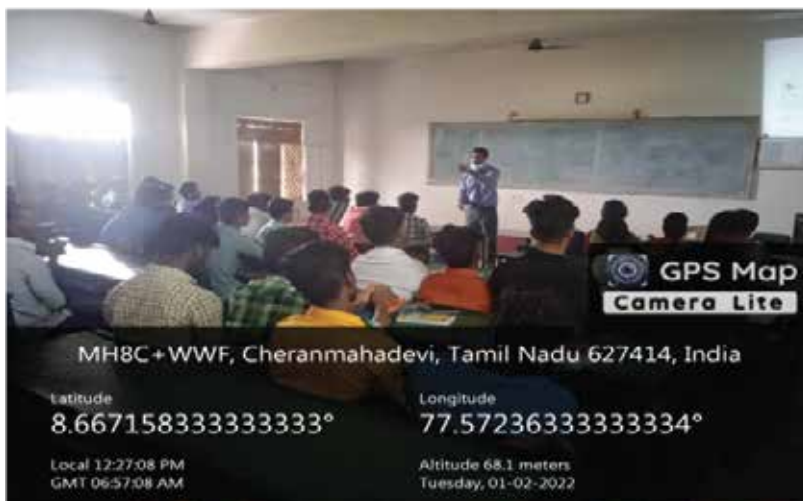 GPS Map
Camera Lite
MH8C+WWF, Cheranmahadevi, Tamil Nadu 627414, India
Latitude
8.667158333333333°
Longitude
77.57236333333334°
Local 12:27:08 PM
GMT 06:57:08 AM
Altitude 68.1 meters
Tuesday, 01-02-2022